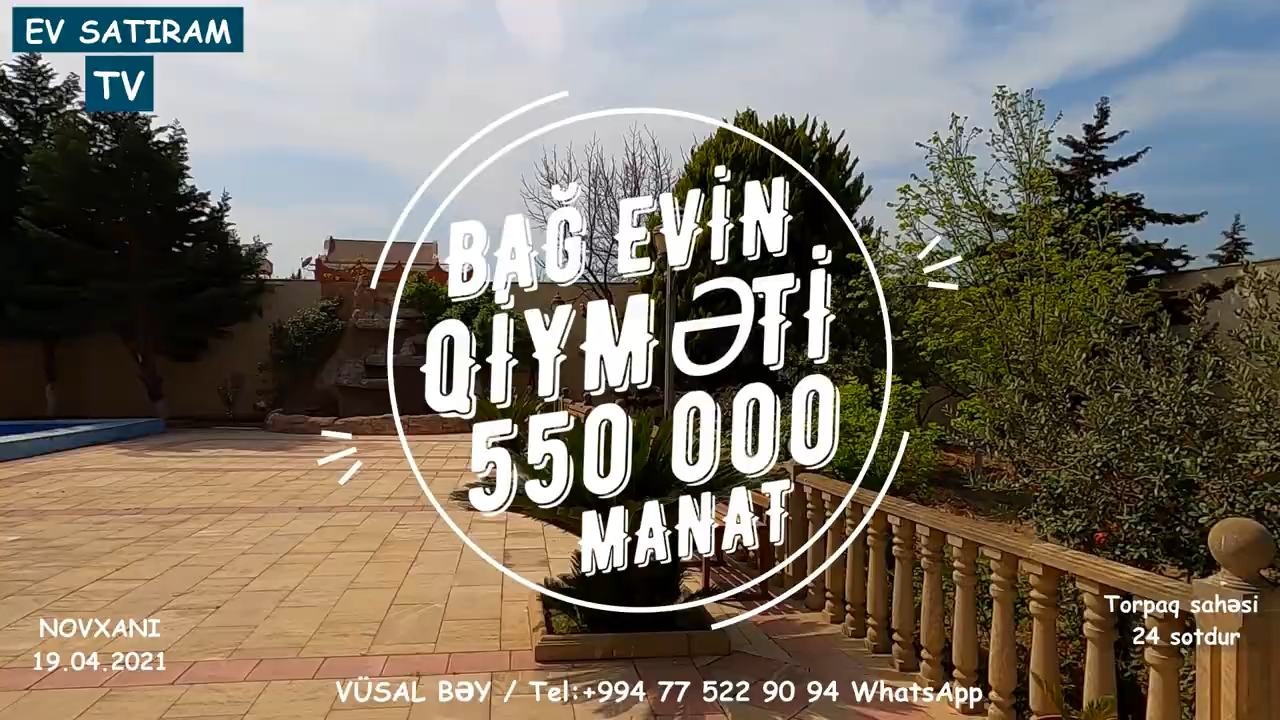 EV SATIRAM
TV
BAĞ EVİN
QİYMƏTİ
550 000
MANAT
NOVXANI
19.04.2021
Torpaq sahəsi
24 sotdur
VÜSAL BƏY / Tel:+994 77 522 90 94 WhatsApp